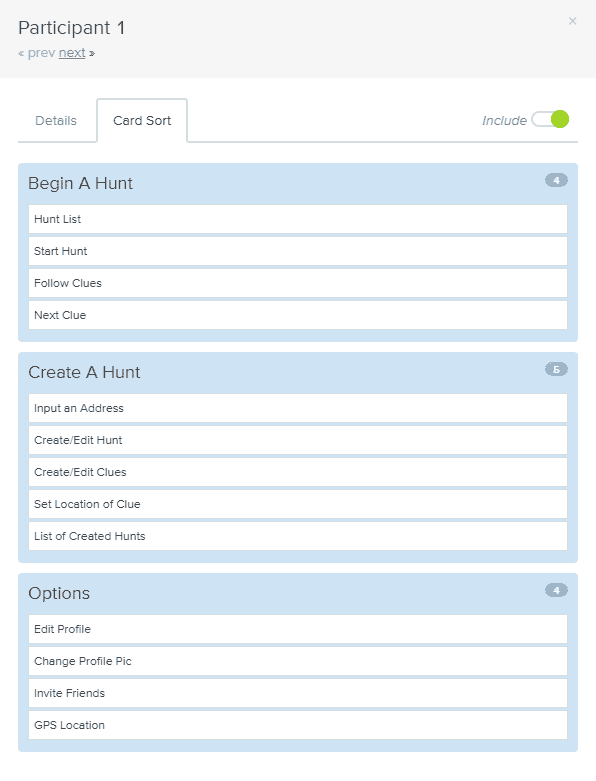 Participant 1
×
« prev next »
Details
Card Sort
Include
Begin A Hunt
4
Hunt List
Start Hunt
Follow Clues
Next Clue
Create A Hunt
5
Input an Address
Create/Edit Hunt
Create/Edit Clues
Set Location of Clue
List of Created Hunts
Options
4
Edit Profile
Change Profile Pic
Invite Friends
GPS Location